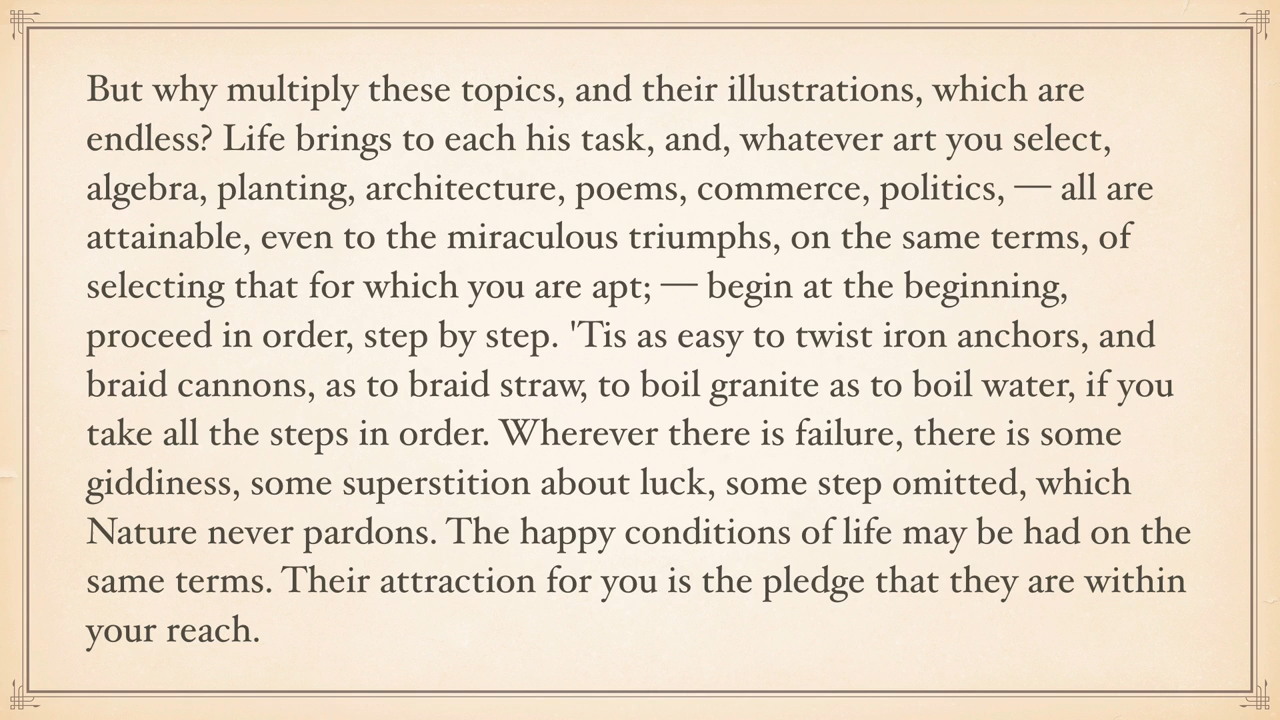 But why multiply these topics, and their illustrations, which are
endless? Life brings to each his task, and, whatever art you select,
algebra, planting, architecture, poems, commerce, politics, — all are
attainable, even to the miraculous triumphs, on the same terms, of
selecting that for which you are apt; — begin at the beginning,
proceed in order, step by step. 'Tis as easy to twist iron anchors, and
braid cannons, as to braid straw, to boil granite as to boil water, if you
take all the steps in order. Wherever there is failure, there is some
giddiness, some superstition about luck, some step omitted, which
Nature never pardons. The happy conditions of life may be had on the
same terms. Their attraction for you is the pledge that they are within
your reach.